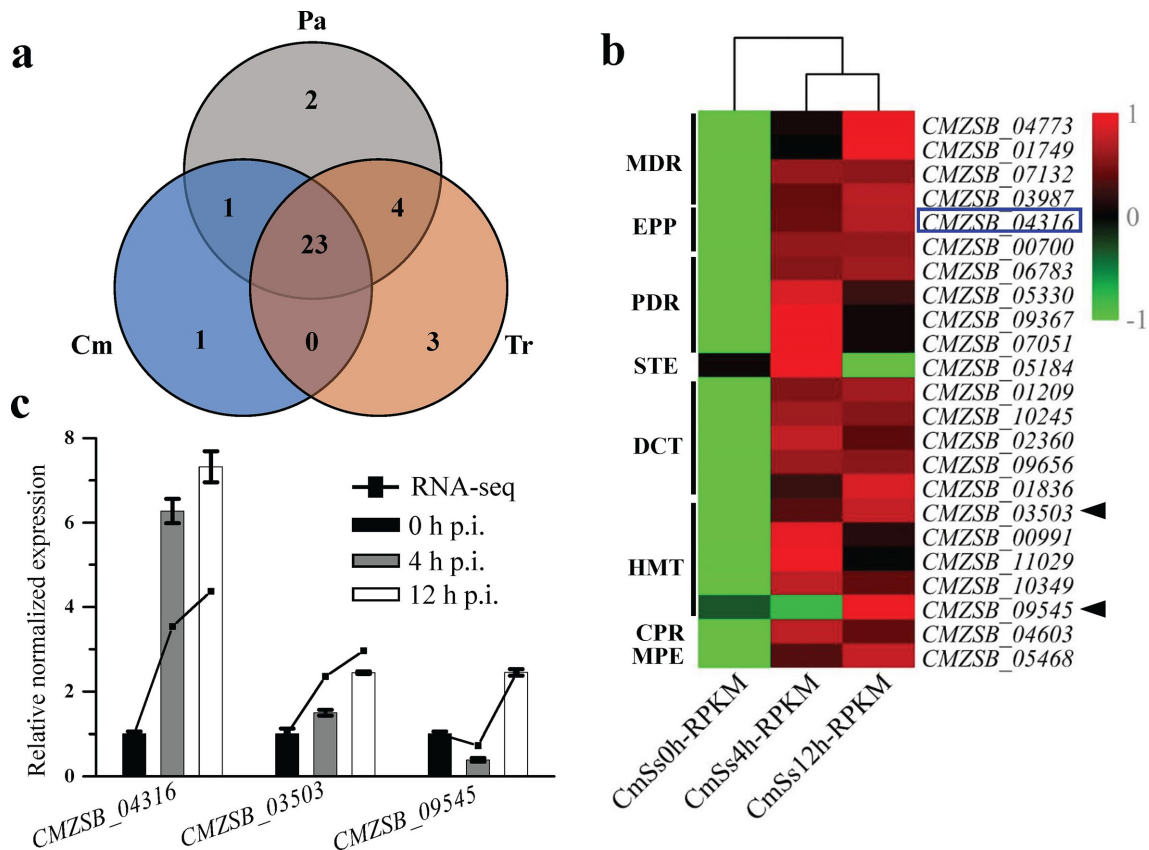 a
Pa
2
1
4
23
Cm
1
0
3
Tr
b
MDR
EPP
PDR
STE
DCT
HMT
CPR
MPE
CMZSB_04773
CMZSB_01749
CMZSB_07132
CMZSB_03987
CMZSB_04316
CMZSB_00700
CMZSB_06783
CMZSB_05330
CMZSB_09367
CMZSB_07051
CMZSB_05184
CMZSB_01209
CMZSB_10245
CMZSB_02360
CMZSB_09656
CMZSB_01836
CMZSB_03503
CMZSB_00991
CMZSB_11029
CMZSB_10349
CMZSB_09545
CMZSB_04603
CMZSB_05468
1
0
-1
CmSs0h-RPKM
CmSs4h-RPKM
CmSs12h-RPKM
c
Relative normalized expression
8
6
4
2
0
RNA-seq
0 h p.i.
4 h p.i.
12 h p.i.
CMZSB_04316
CMZSB_03503
CMZSB_09545